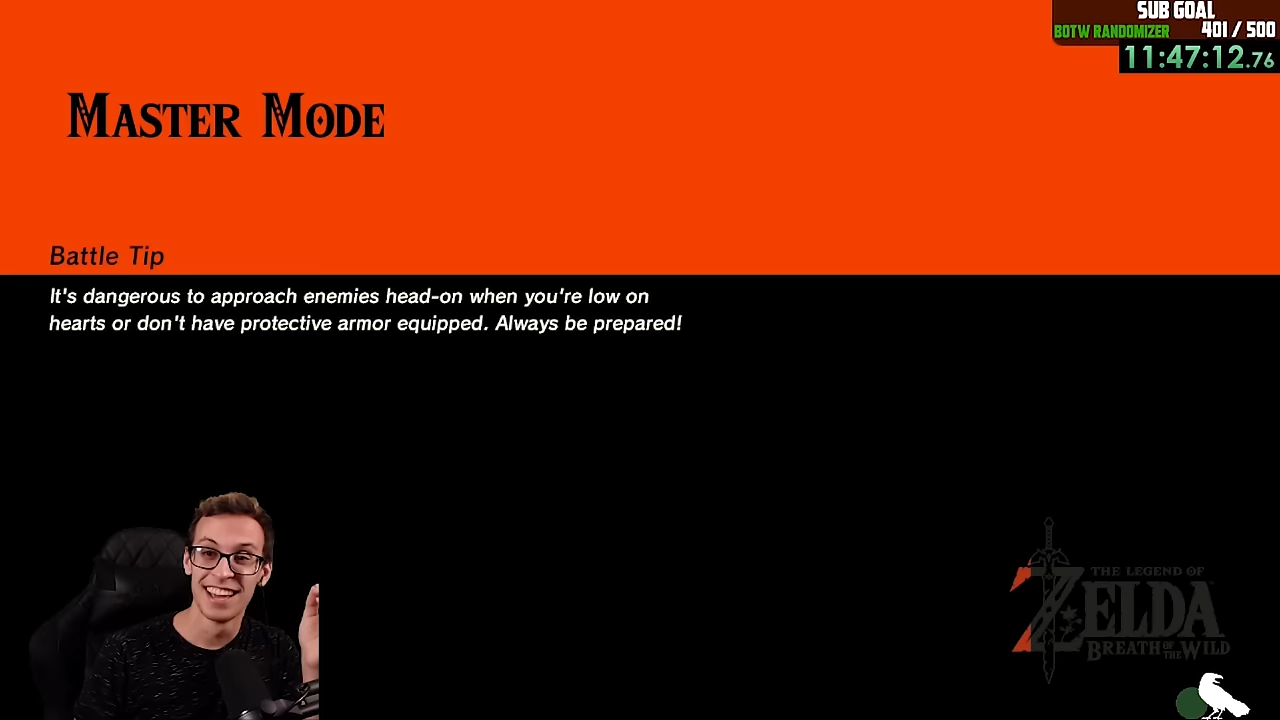 SUB GOAL
BOTW RANDOMIZER 401 / 500
11:47:12.76
MASTER MODE
Battle Tip
It's dangerous to approach enemies head-on when you're low on
hearts or don't have protective armor equipped. Always be prepared!
THE LEGEND OF
ZELDA
BREATH OF THE WILD